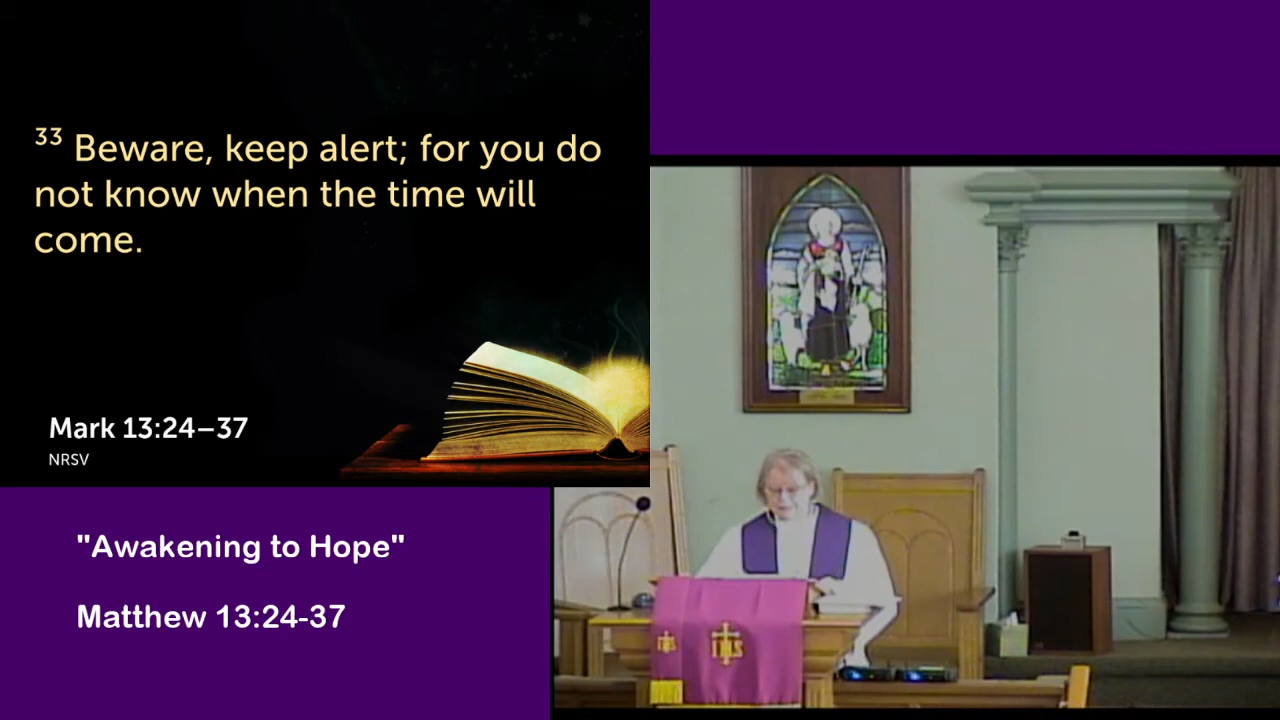 33 Beware, keep alert; for you do
not know when the time will
come.
Mark 13:24–37
NRSV
"Awakening to Hope"
Matthew 13:24-37
IHS
IHS